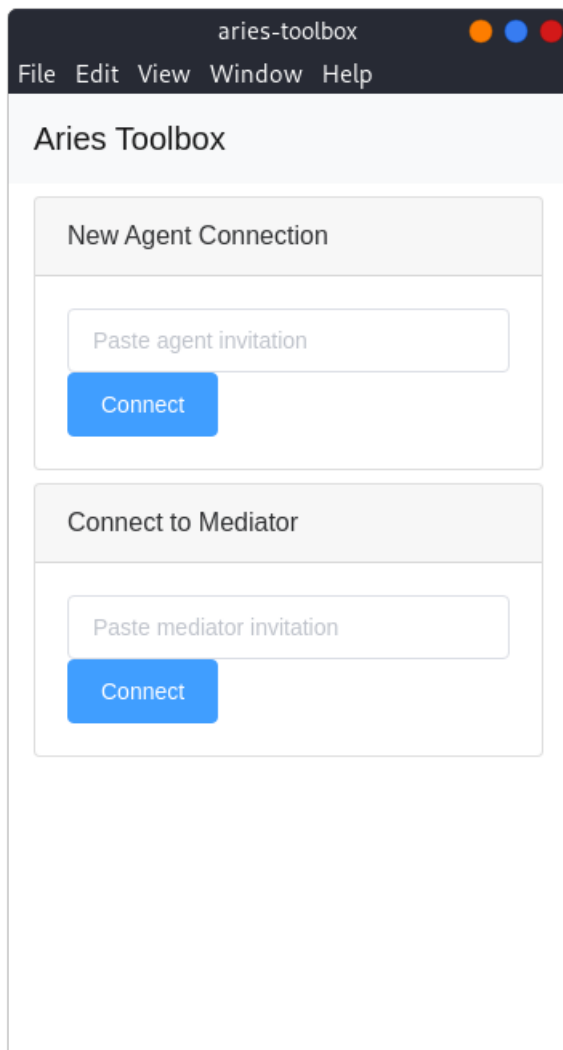 aries-toolbox
File Edit View Window Help
Aries Toolbox
New Agent Connection
Paste agent invitation
Connect
Connect to Mediator
Paste mediator invitation
Connect